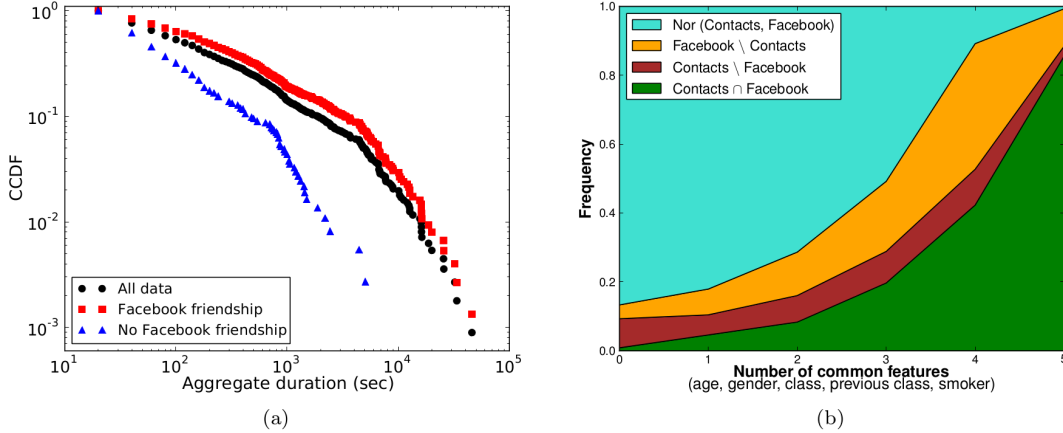 10^0
10^-1
10^-2
10^-3
CCDF
All data
Facebook friendship
No Facebook friendship
10^1 10^2 10^3 10^4 10^5
Aggregate duration (sec)
(a)
1.0
0.8
0.6
0.4
0.2
0.0
Frequency
Nor (Contacts, Facebook)
Facebook \ Contacts
Contacts \ Facebook
Contacts ∩ Facebook
0 1 2 3 4 5
Number of common features
(age, gender, class, previous class, smoker)
(b)